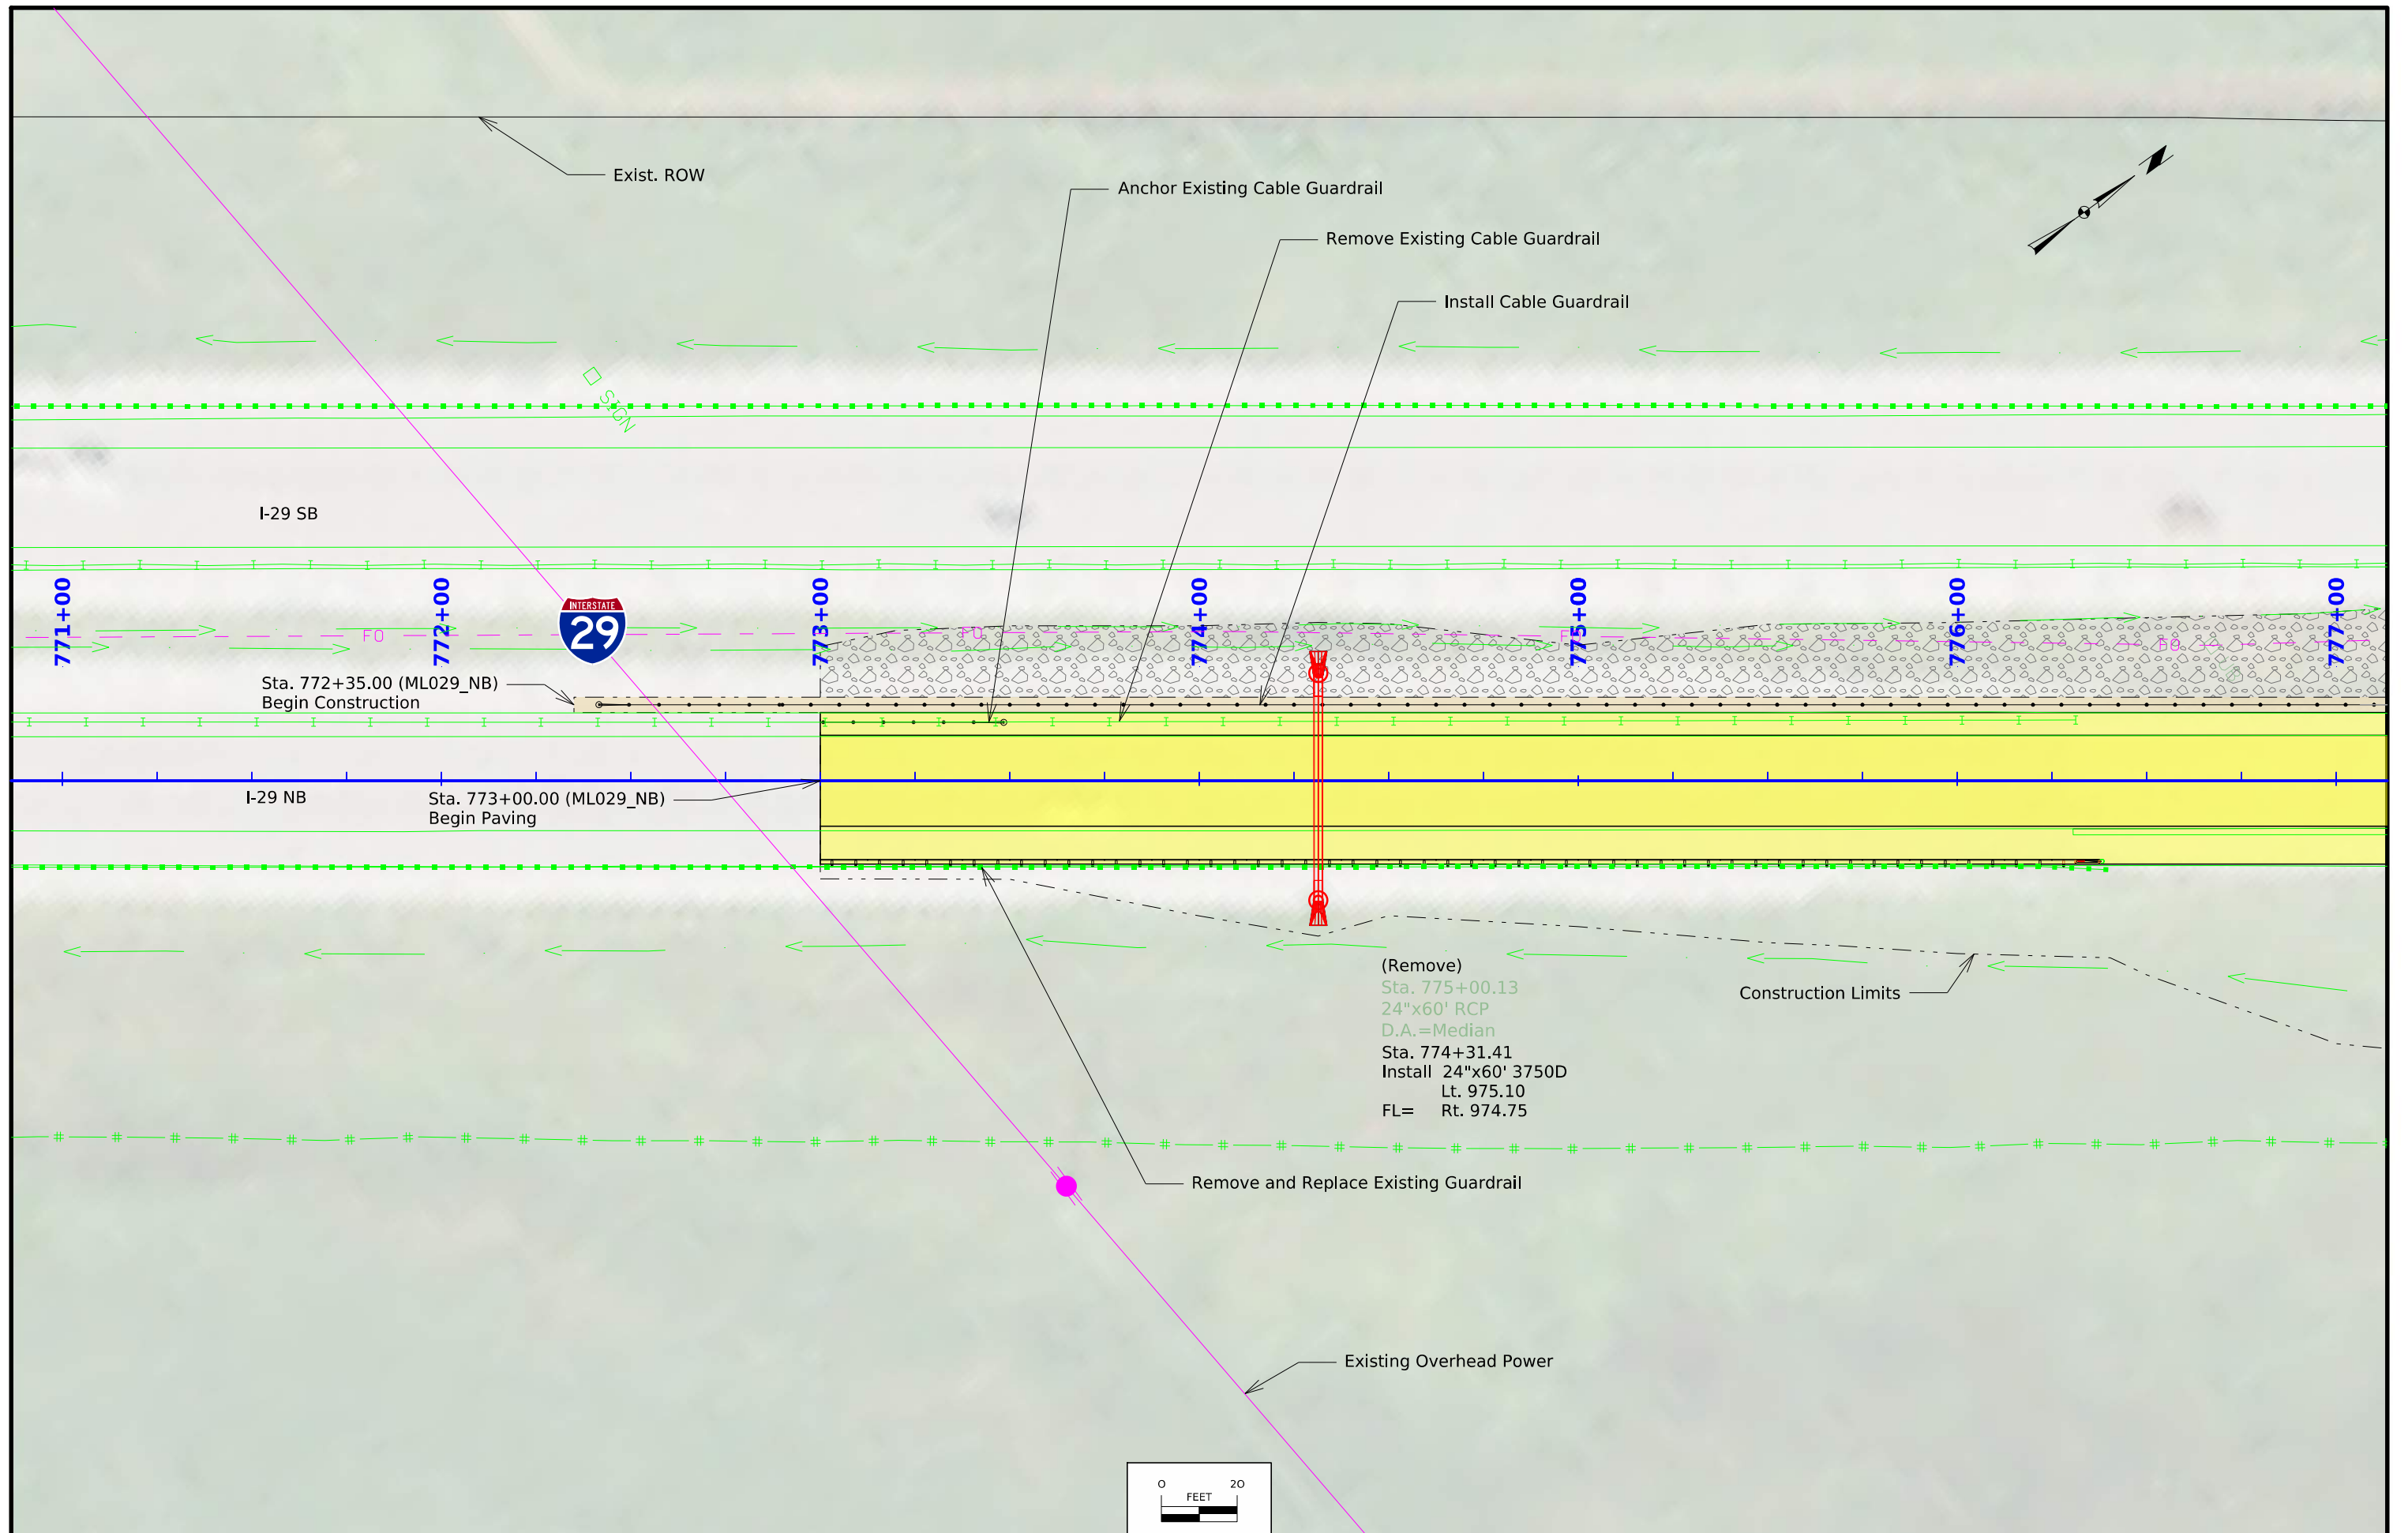 Exist. ROW
Anchor Existing Cable Guardrail
Remove Existing Cable Guardrail
Install Cable Guardrail
SIGN
I-29 SB
771+00
772+00
773+00
774+00
775+00
776+00
777+00
INTERSTATE
29
FO
FO
FO
Sta. 772+35.00 (ML029_NB)
Begin Construction
I-29 NB
Sta. 773+00.00 (ML029_NB)
Begin Paving
(Remove)
Sta. 775+00.13
24"x60' RCP
D.A.=Median
Sta. 774+31.41
Install 24"x60' 3750D
Lt. 975.10
FL= Rt. 974.75
Construction Limits
Remove and Replace Existing Guardrail
Existing Overhead Power
0 20
FEET